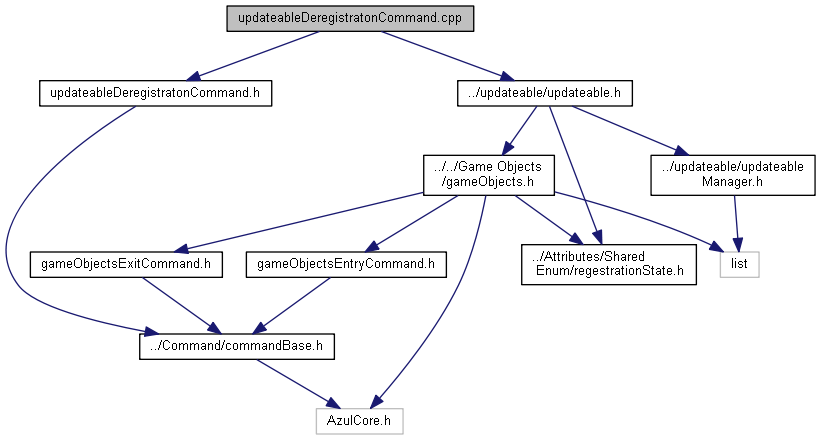 updateableDeregistratonCommand.cpp
updateableDeregistratonCommand.h
../updateable/updateable.h
../../Game Objects
/gameObjects.h
../updateable/updateable
Manager.h
gameObjectsExitCommand.h
gameObjectsEntryCommand.h
../Attributes/Shared
Enum/regestrationState.h
list
../Command/commandBase.h
AzulCore.h